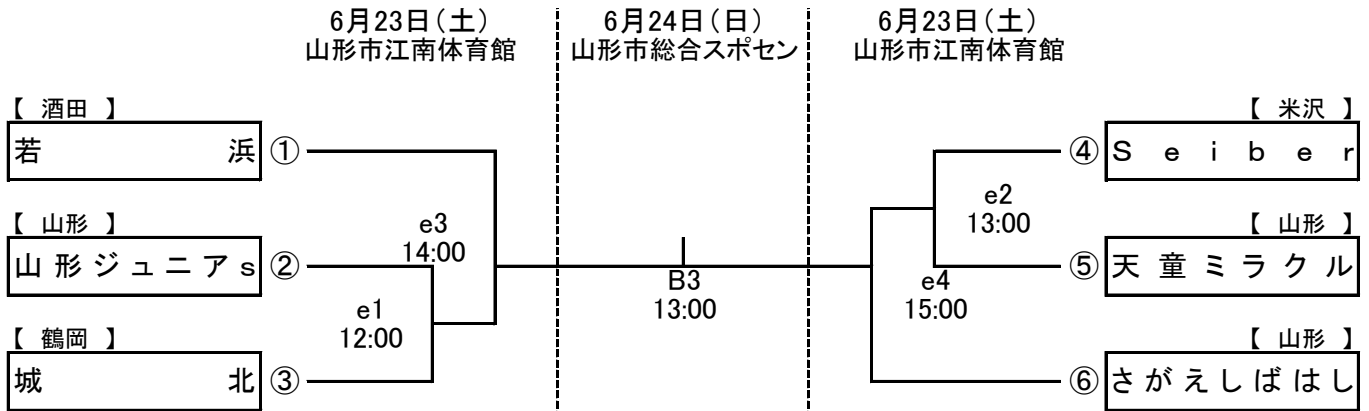 6月23日(土)
山形市江南体育館
6月24日(日)
山形市総合スポセン
6月23日(土)
山形市江南体育館
【 酒田 】
若 浜 ①
【 山形 】
山形ジュニアs ②
【 鶴岡 】
城 北 ③
e3
14:00
e1
12:00
B3
13:00
e2
13:00
e4
15:00
【 米沢 】
④ Seiber
【 山形 】
⑤ 天童ミラクル
【 山形 】
⑥ さがえしばはし